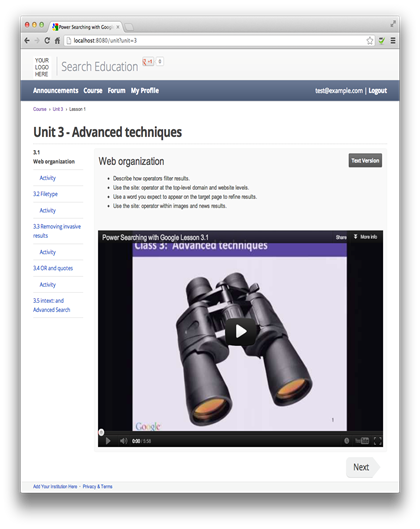 Power Searching with Google
localhost:8080/unit?unit=3
YOUR
LOGO
HERE
Search Education
+1
0
Announcements Course Forum My Profile
test@example.com | Logout
Course › Unit 3 › Lesson 1
Unit 3 - Advanced techniques
3.1
Web organization
Activity
3.2 Filetype
Activity
3.3 Removing invasive
results
Activity
3.4 OR and quotes
Activity
3.5 intext: and
Advanced Search
Web organization
Text Version
Describe how operators filter results.
Use the site: operator at the top-level domain and website levels.
Use a word you expect to appear on the target page to refine results.
Use the site: operator within images and news results.
Power Searching with Google Lesson 3.1
Share
More info
Class 3: Advanced techniques
Google
0:00 / 5:58
YouTube
Next
Add Your Institution Here - Privacy & Terms